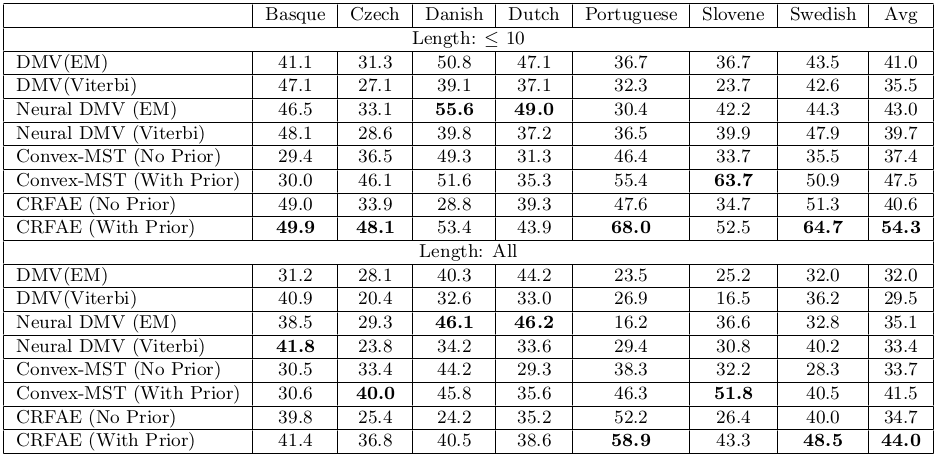 Basque Czech Danish Dutch Portuguese Slovene Swedish Avg
Length: ≤ 10
DMV(EM) 41.1 31.3 50.8 47.1 36.7 36.7 43.5 41.0
DMV(Viterbi) 47.1 27.1 39.1 37.1 32.3 23.7 42.6 35.5
Neural DMV (EM) 46.5 33.1 55.6 49.0 30.4 42.2 44.3 43.0
Neural DMV (Viterbi) 48.1 28.6 39.8 37.2 36.5 39.9 47.9 39.7
Convex-MST (No Prior) 29.4 36.5 49.3 31.3 46.4 33.7 35.5 37.4
Convex-MST (With Prior) 30.0 46.1 51.6 35.3 55.4 63.7 50.9 47.5
CRFAE (No Prior) 49.0 33.9 28.8 39.3 47.6 34.7 51.3 40.6
CRFAE (With Prior) 49.9 48.1 53.4 43.9 68.0 52.5 64.7 54.3
Length: All
DMV(EM) 31.2 28.1 40.3 44.2 23.5 25.2 32.0 32.0
DMV(Viterbi) 40.9 20.4 32.6 33.0 26.9 16.5 36.2 29.5
Neural DMV (EM) 38.5 29.3 46.1 46.2 16.2 36.6 32.8 35.1
Neural DMV (Viterbi) 41.8 23.8 34.2 33.6 29.4 30.8 40.2 33.4
Convex-MST (No Prior) 30.5 33.4 44.2 29.3 38.3 32.2 28.3 33.7
Convex-MST (With Prior) 30.6 40.0 45.8 35.6 46.3 51.8 40.5 41.5
CRFAE (No Prior) 39.8 25.4 24.2 35.2 52.2 26.4 40.0 34.7
CRFAE (With Prior) 41.4 36.8 40.5 38.6 58.9 43.3 48.5 44.0